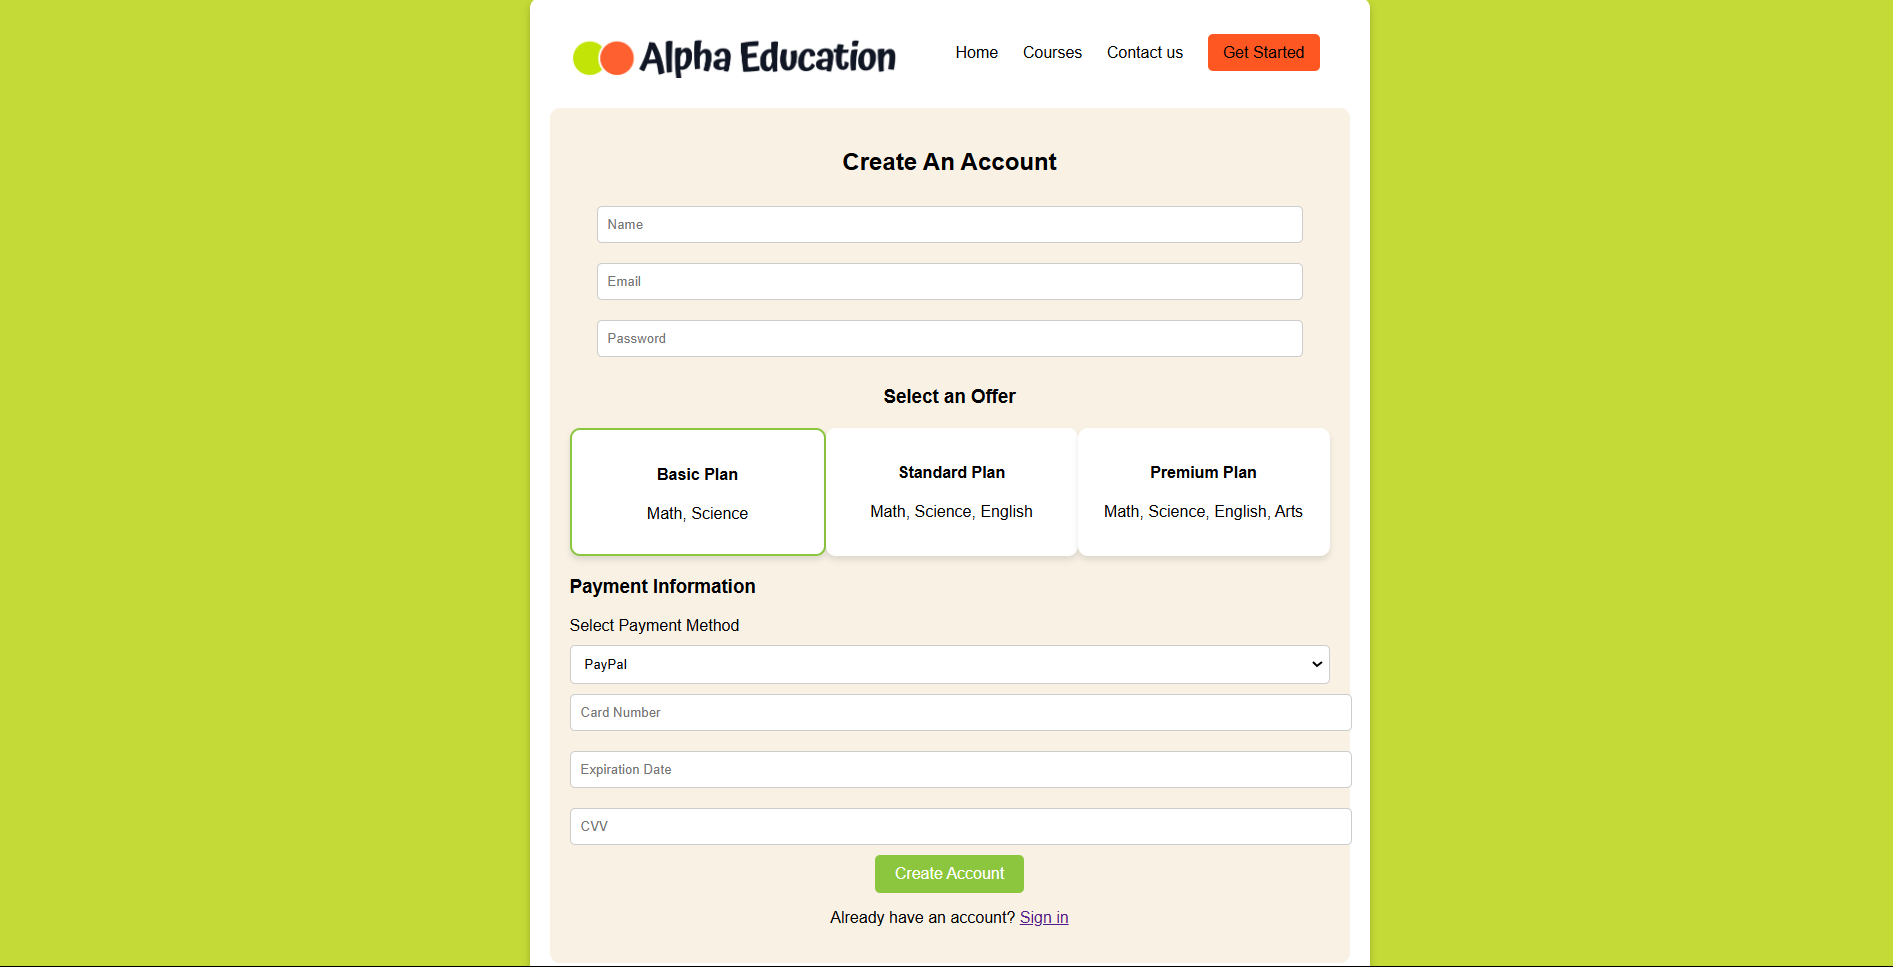 Alpha Education
Home Courses Contact us Get Started
Create An Account
Name
Email
Password
Select an Offer
Basic Plan
Math, Science
Standard Plan
Math, Science, English
Premium Plan
Math, Science, English, Arts
Payment Information
Select Payment Method
PayPal
Card Number
Expiration Date
CVV
Create Account
Already have an account? Sign in